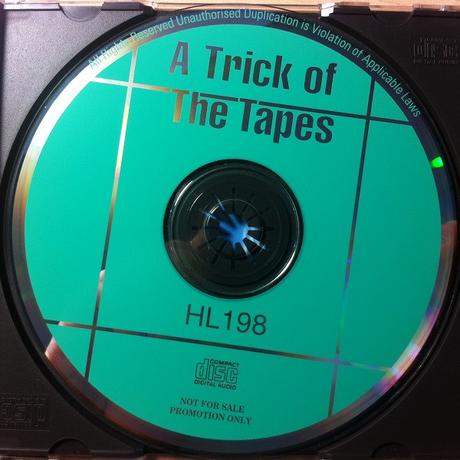 All Rights Reserved Unauthorised Duplication is Violation of Applicable Laws
A Trick of
The Tapes
HL198
COMPACT
disc
DIGITAL AUDIO
NOT FOR SALE
PROMOTION ONLY